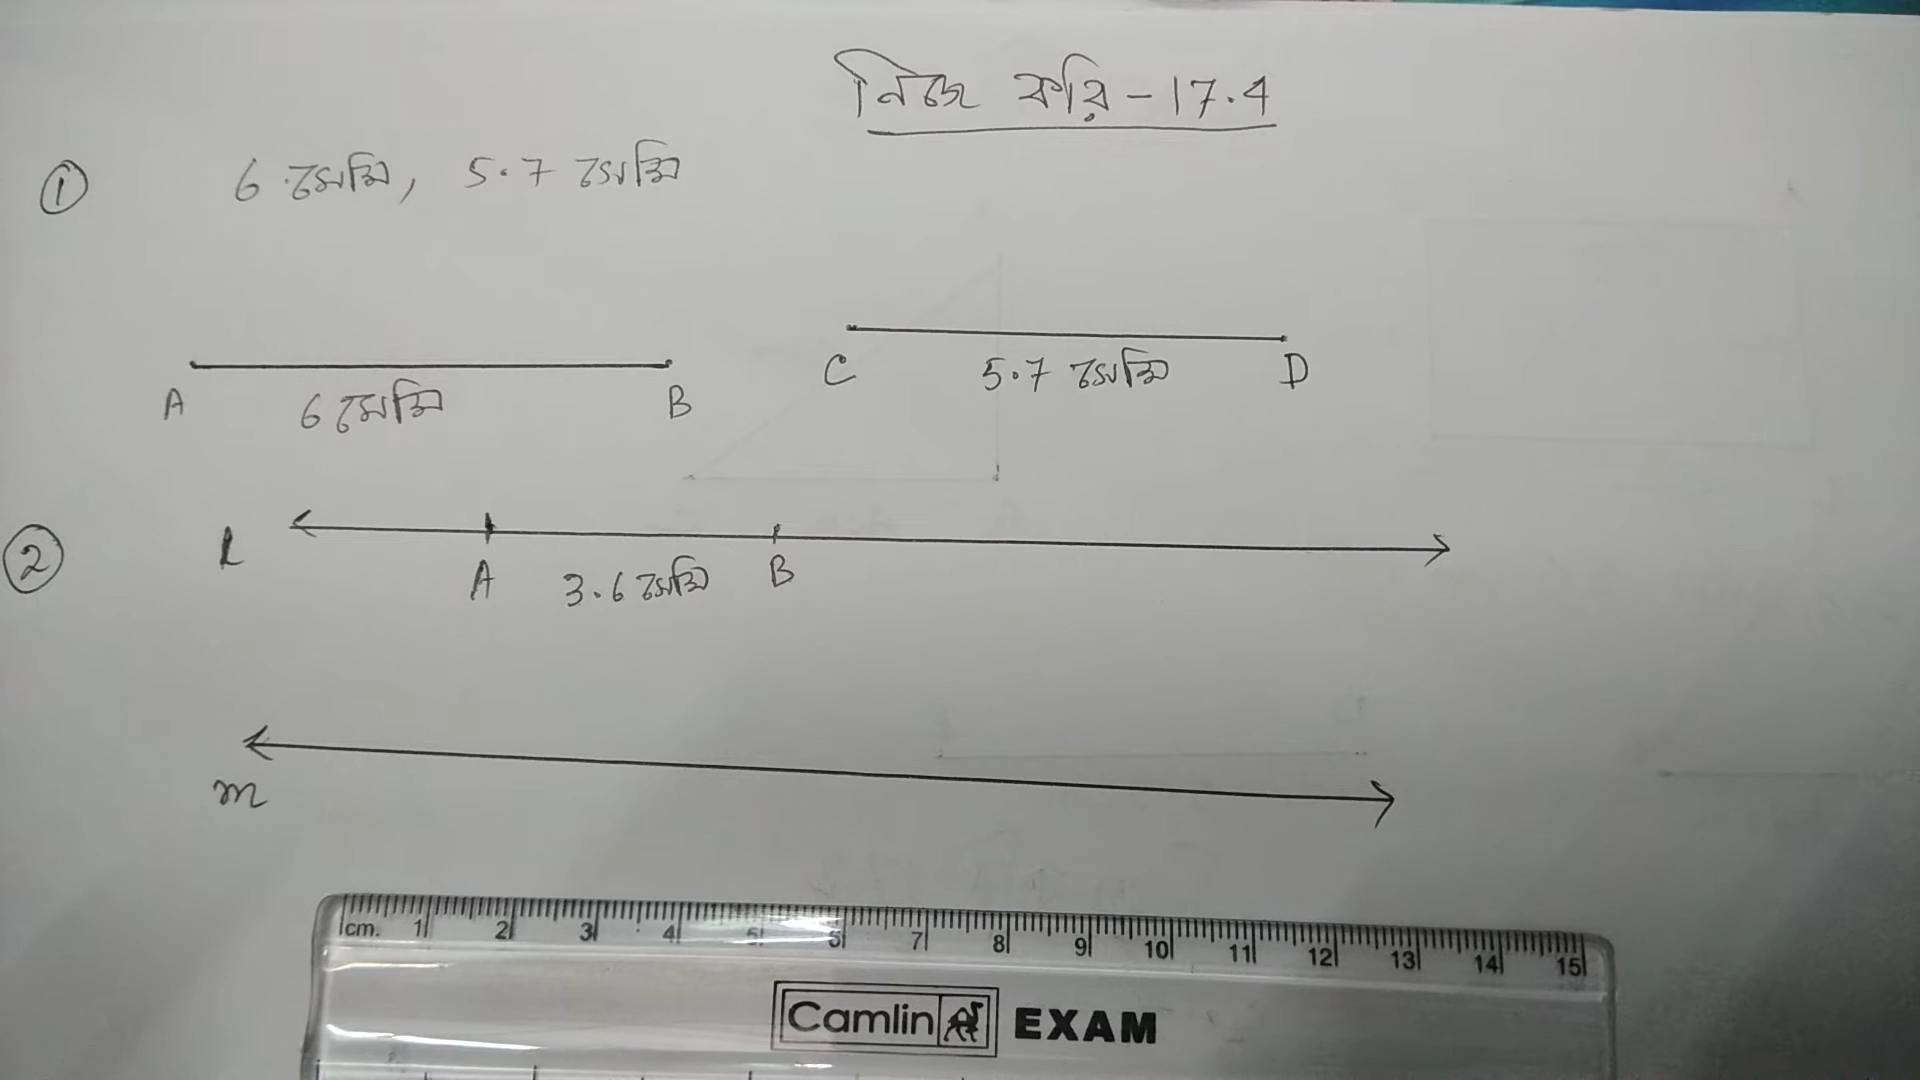 নিজে করি - 17.4
① 6 সেমি, 5.7 সেমি
A 6 সেমি B
C 5.7 সেমি D
② L A 3.6 সেমি B
m
cm. 1 2 3 4 5 6 7 8 9 10 11 12 13 14 15
Camlin EXAM